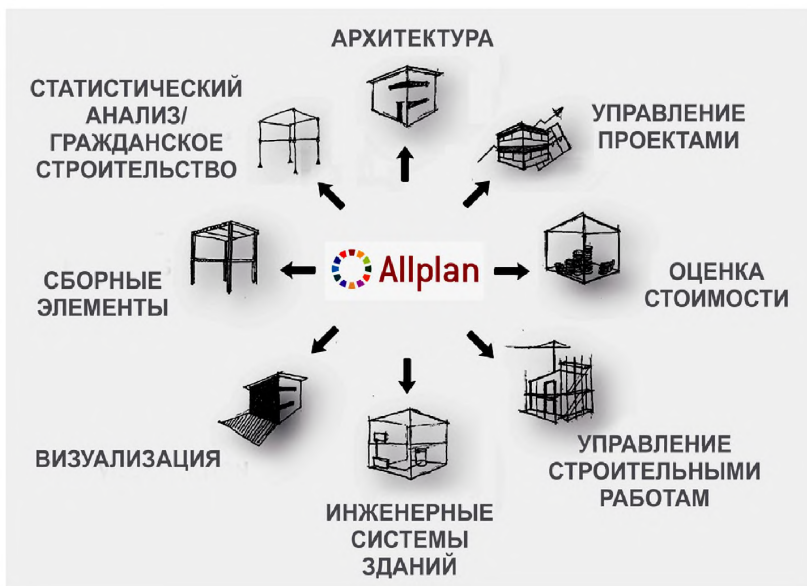 АРХИТЕКТУРА
СТАТИСТИЧЕСКИЙ
АНАЛИЗ/
ГРАЖДАНСКОЕ
СТРОИТЕЛЬСТВО
УПРАВЛЕНИЕ
ПРОЕКТАМИ
СБОРНЫЕ
ЭЛЕМЕНТЫ
Allplan
ОЦЕНКА
СТОИМОСТИ
ВИЗУАЛИЗАЦИЯ
УПРАВЛЕНИЕ
СТРОИТЕЛЬНЫМИ
РАБОТАМ
ИНЖЕНЕРНЫЕ
СИСТЕМЫ
ЗДАНИЙ